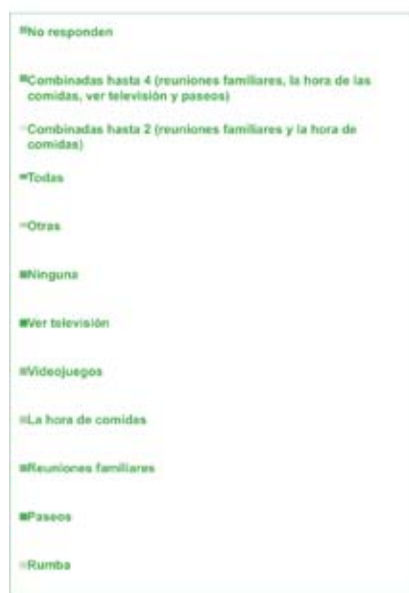 No responden
Combinadas hasta 4 (reuniones familiares, la hora de las
comidas, ver televisión y paseos)
Combinadas hasta 2 (reuniones familiares y la hora de
comidas)
Todas
Otras
Ninguna
Ver televisión
Videojuegos
La hora de comidas
Reuniones familiares
Paseos
Rumba